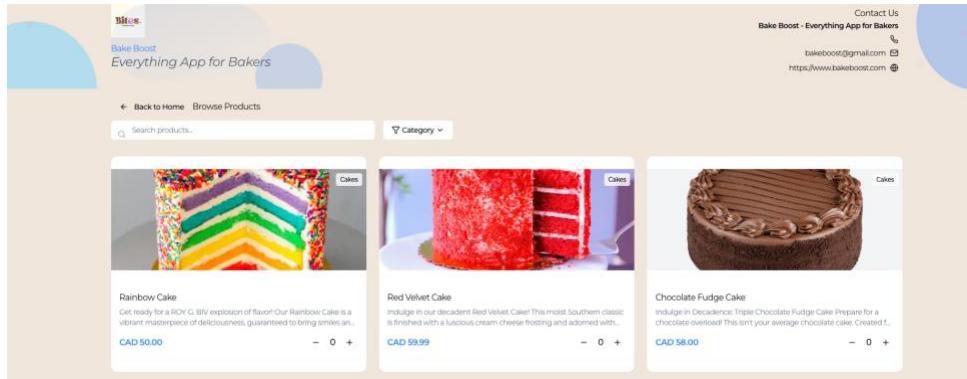 Bites.
Contact Us
Bake Boost - Everything App for Bakers
Bake Boost
Everything App for Bakers
bakeboost@gmail.com
https://www.bakeboost.com
← Back to Home Browse Products
Search products...
Category
Cakes
Cakes
Cakes
Rainbow Cake
Get ready for a ROY G. BIV explosion of flavor! Our Rainbow Cake is a
vibrant masterpiece of deliciousness, guaranteed to bring smiles an...
CAD 50.00
− 0 +
Red Velvet Cake
Indulge in our decadent Red Velvet Cake! This moist Southern classic
is finished with a luscious cream cheese frosting and adorned with...
CAD 59.99
− 0 +
Chocolate Fudge Cake
Indulge in Decadence: Triple Chocolate Fudge Cake Prepare for a
chocolate overload! This isn't your average chocolate cake. Created f...
CAD 58.00
− 0 +